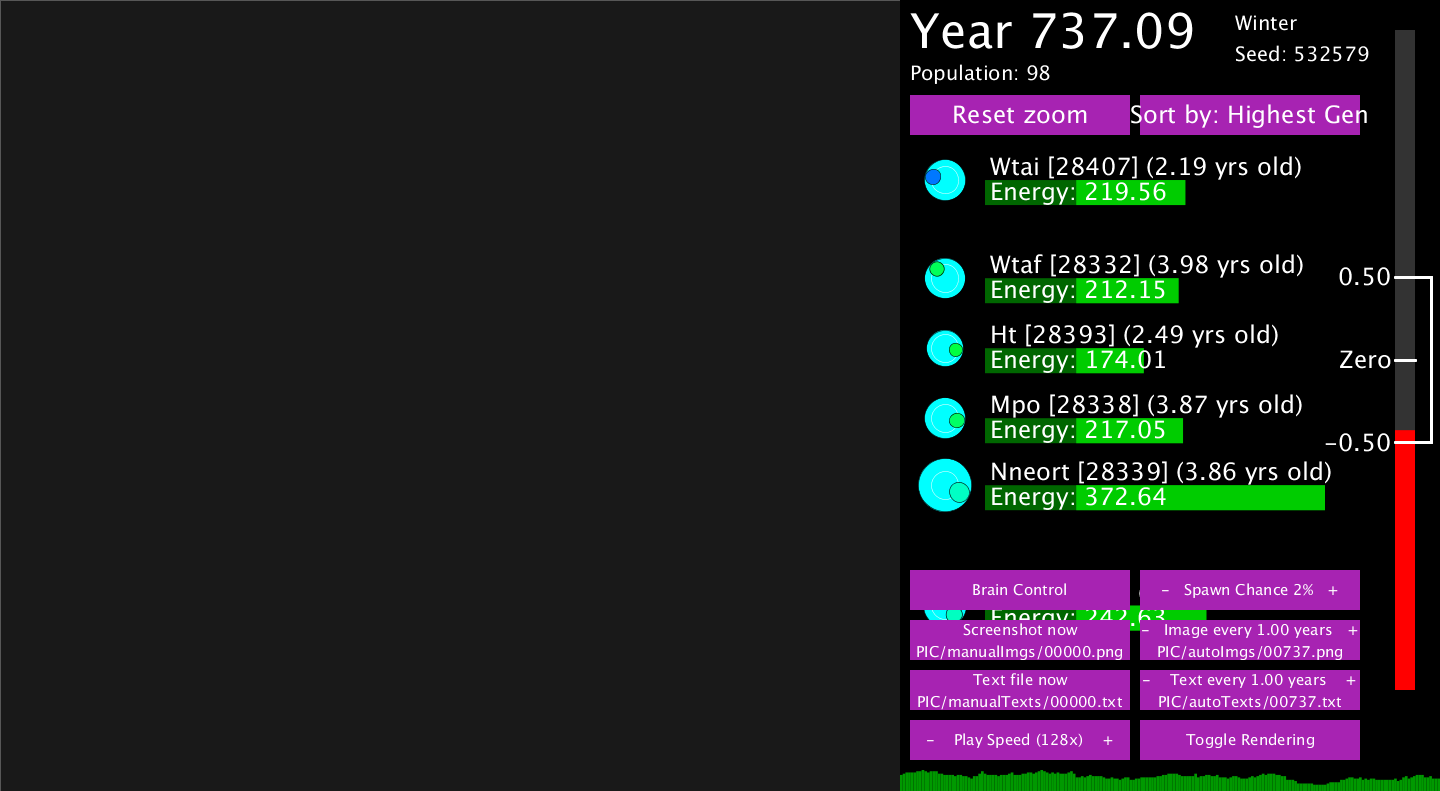 Year 737.09
Winter
Seed: 532579
Population: 98
Reset zoom
Sort by: Highest Gen
Wtai [28407] (2.19 yrs old)
Energy: 219.56
Wtaf [28332] (3.98 yrs old)
Energy: 212.15
0.50
Ht [28393] (2.49 yrs old)
Energy: 174.01
Zero
Mpo [28338] (3.87 yrs old)
Energy: 217.05
-0.50
Nneort [28339] (3.86 yrs old)
Energy: 372.64
Brain Control
- Spawn Chance 2% +
Energy: 242.63
Screenshot now
PIC/manualImgs/00000.png
- Image every 1.00 years +
PIC/autoImgs/00737.png
Text file now
PIC/manualTexts/00000.txt
- Text every 1.00 years +
PIC/autoTexts/00737.txt
- Play Speed (128x) +
Toggle Rendering